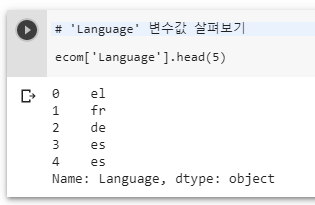 # 'Language' 변수값 살펴보기
ecom['Language'].head(5)
0    el
1    fr
2    de
3    es
4    es
Name: Language, dtype: object